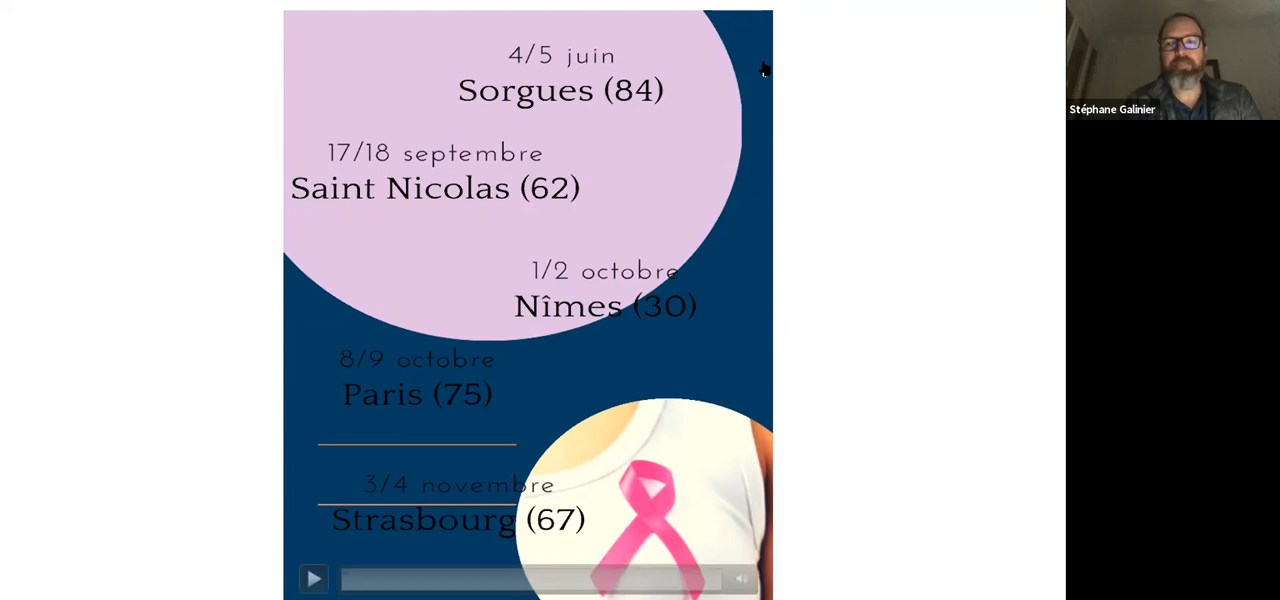 4/5 juin
Sorgues (84)
17/18 septembre
Saint Nicolas (62)
1/2 octobre
Nîmes (30)
8/9 octobre
Paris (75)
3/4 novembre
Strasbourg (67)
Stéphane Galinier